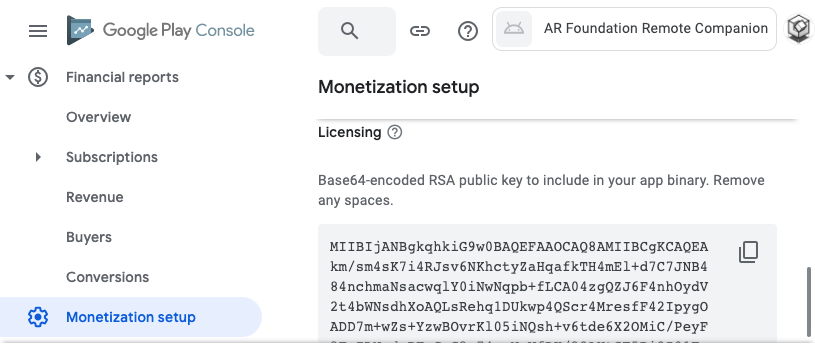 Google Play Console
AR Foundation Remote Companion
Financial reports
Overview
Subscriptions
Revenue
Buyers
Conversions
Monetization setup
Monetization setup
Licensing
Base64-encoded RSA public key to include in your app binary. Remove
any spaces.
MIIBIjANBgkqhkiG9w0BAQEFAAOCAQ8AMIIBCgKCAQEA
km/sm4sK7i4RJsv6NKhctyZaHqafkTH4mEl+d7C7JNB4
84nchmaNsacwqlY0iNwNqpb+fLCA04zgQZJ6F4nhOydV
2t4bWNsdhXoAQLsRehq1DUkwp4QScr4MresfF42IpygO
ADD7m+wZs+YzwBOvrKl05iNQsh+v6tde6X2OMiC/PeyF